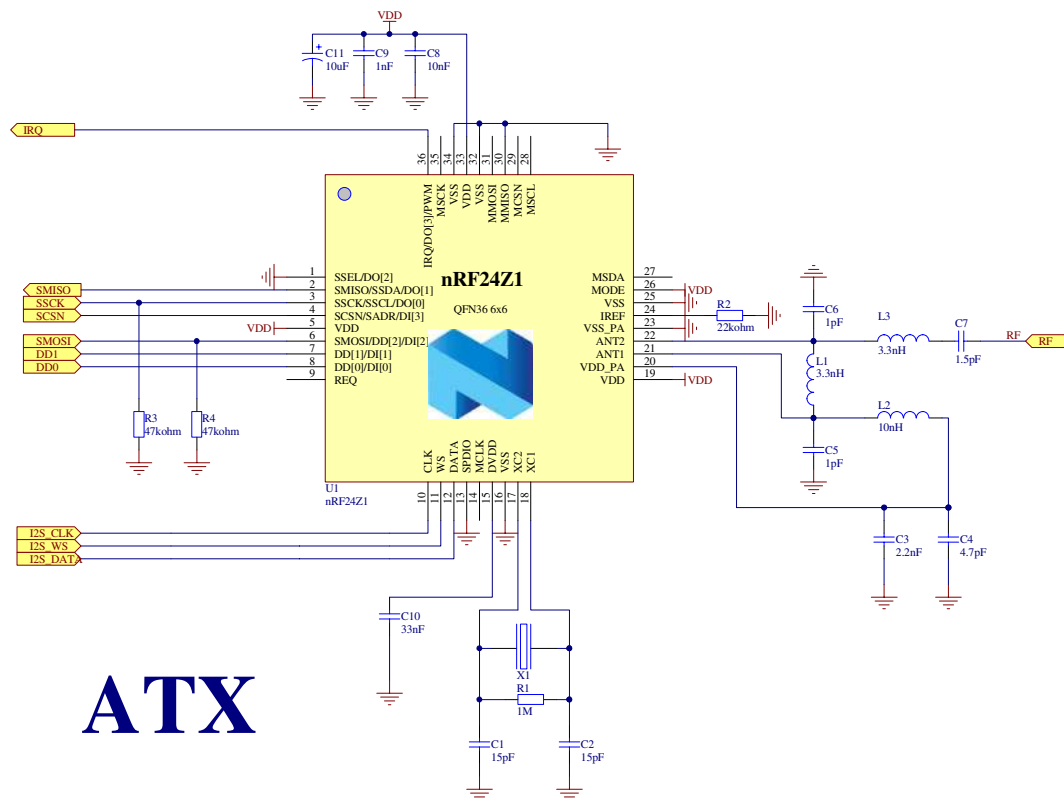 VDD
C11
10uF
C9
1nF
C8
10nF
IRQ
36
35
34
33
32
31
30
29
28
IRQ/DO[3]/PWM
MSCK
VSS
VDD
VSS
MMOSI
MMISO
MCSN
MSCL
nRF24Z1
QFN36 6x6
SMISO
SSCK
SCSN
SMOSI
DD1
DD0
VDD
1
2
3
4
5
6
7
8
9
SSEL/DO[2]
SMISO/SSDA/DO[1]
SSCK/SSCL/DO[0]
SCSN/SADR/DI[3]
VDD
SMOSI/DD[2]/DI[2]
DD[1]/DI[1]
DD[0]/DI[0]
REQ
MSDA
MODE
VSS
IREF
VSS_PA
ANT2
ANT1
VDD_PA
VDD
27
26
25
24
23
22
21
20
19
VDD
VDD
R2
22kohm
C6
1pF
L3
3.3nH
C7
1.5pF
RF
RF
L1
3.3nH
L2
10nH
C5
1pF
C3
2.2nF
C4
4.7pF
R3
47kohm
R4
47kohm
CLK
WS
DATA
SPDIO
MCLK
DVDD
VSS
XC2
XC1
10
11
12
13
14
15
16
17
18
U1
nRF24Z1
I2S_CLK
I2S_WS
I2S_DATA
C10
33nF
X1
R1
1M
C1
15pF
C2
15pF
ATX